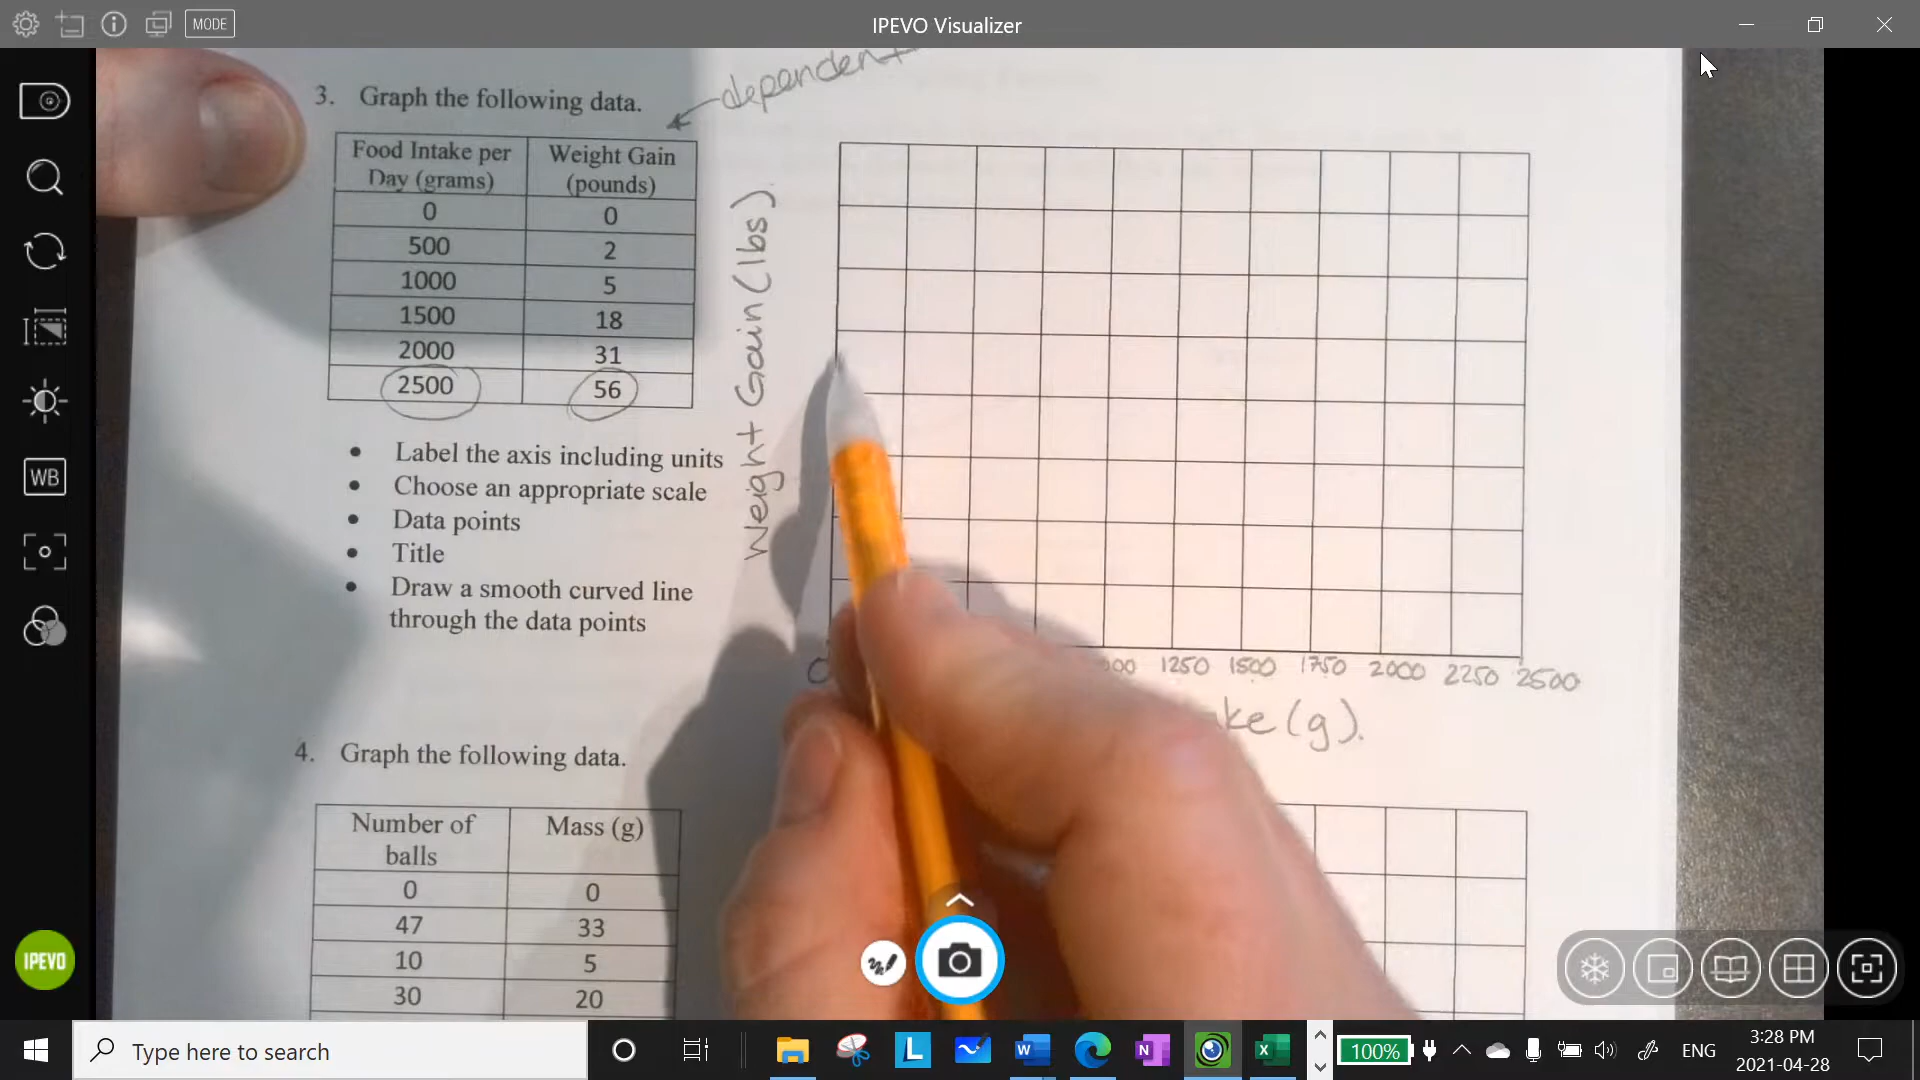 MODE
IPEVO Visualizer
dependent
3. Graph the following data.
Food Intake per Day (grams) Weight Gain (pounds)
0 0
500 2
1000 5
1500 18
2000 31
2500 56
• Label the axis including units
• Choose an appropriate scale
• Data points
• Title
• Draw a smooth curved line
through the data points
Weight Gain (lbs)
0 1250 1500 1750 2000 2250 2500
(g).
4. Graph the following data.
Number of balls Mass (g)
0 0
47 33
10 5
30 20
WB
IPEVO
Type here to search
L
W
N
X
100%
ENG
3:28 PM
2021-04-28